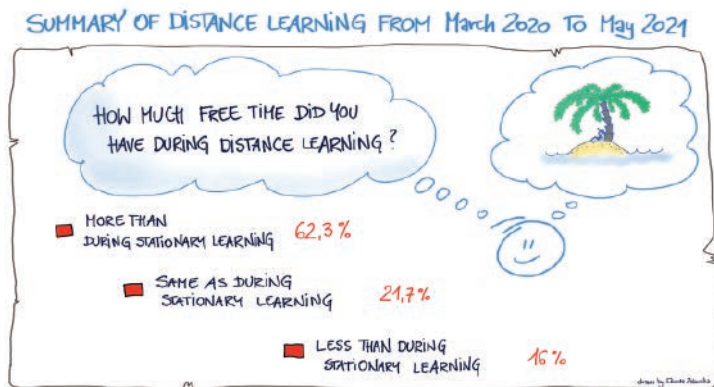 SUMMARY OF DISTANCE LEARNING FROM March 2020 TO May 2021
HOW MUCH FREE TIME DID YOU
HAVE DURING DISTANCE LEARNING?
MORE THAN
DURING STATIONARY LEARNING 62,3%
SAME AS DURING
STATIONARY LEARNING 21,7%
LESS THAN DURING
STATIONARY LEARNING 16%
drawn by